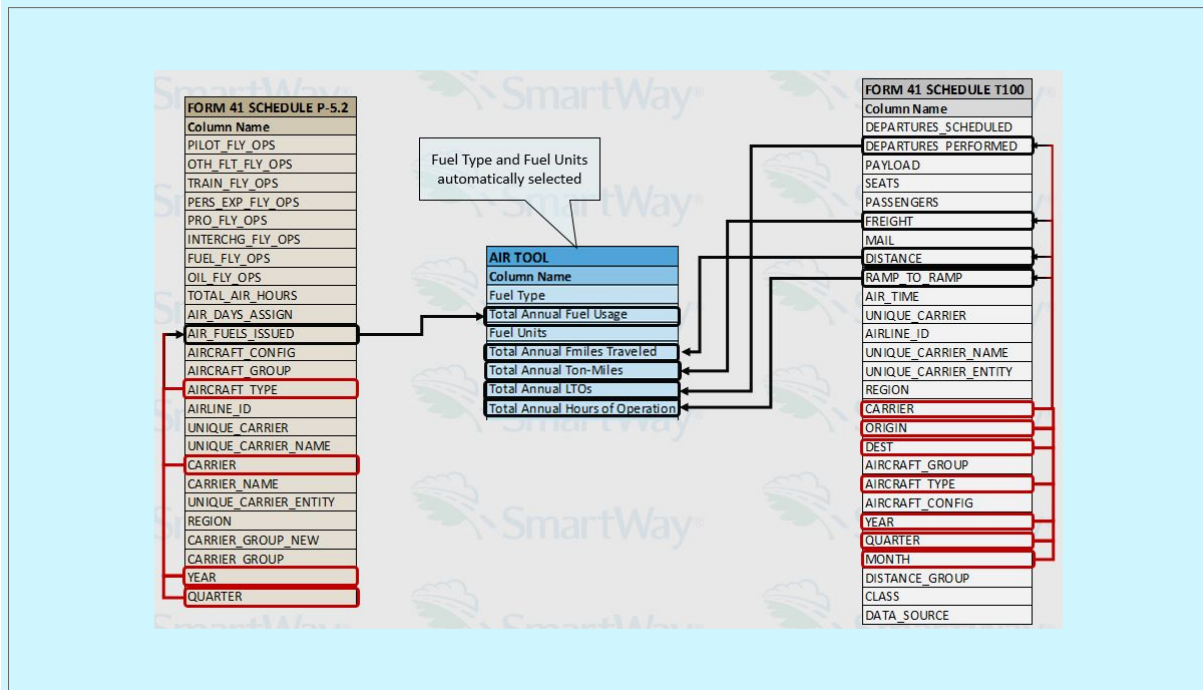 FORM 41 SCHEDULE P-5.2
Column Name
PILOT_FLY_OPS
OTH_FLT_FLY_OPS
TRAIN_FLY_OPS
PERS_EXP_FLY_OPS
PRO_FLY_OPS
INTERCHG_FLY_OPS
FUEL_FLY_OPS
OIL_FLY_OPS
TOTAL_AIR_HOURS
AIR_DAYS_ASSIGN
AIR_FUELS_ISSUED
AIRCRAFT_CONFIG
AIRCRAFT_GROUP
AIRCRAFT_TYPE
AIRLINE_ID
UNIQUE_CARRIER
UNIQUE_CARRIER_NAME
CARRIER
CARRIER_NAME
UNIQUE_CARRIER_ENTITY
REGION
CARRIER_GROUP_NEW
CARRIER_GROUP
YEAR
QUARTER
Fuel Type and Fuel Units
automatically selected
AIR TOOL
Column Name
Fuel Type
Total Annual Fuel Usage
Fuel Units
Total Annual Fmiles Traveled
Total Annual Ton-Miles
Total Annual LTOs
Total Annual Hours of Operation
FORM 41 SCHEDULE T100
Column Name
DEPARTURES_SCHEDULED
DEPARTURES_PERFORMED
PAYLOAD
SEATS
PASSENGERS
FREIGHT
MAIL
DISTANCE
RAMP_TO_RAMP
AIR_TIME
UNIQUE_CARRIER
AIRLINE_ID
UNIQUE_CARRIER_NAME
UNIQUE_CARRIER_ENTITY
REGION
CARRIER
ORIGIN
DEST
AIRCRAFT_GROUP
AIRCRAFT_TYPE
AIRCRAFT_CONFIG
YEAR
QUARTER
MONTH
DISTANCE_GROUP
CLASS
DATA_SOURCE
SmartWay
SmartWay
SmartWay